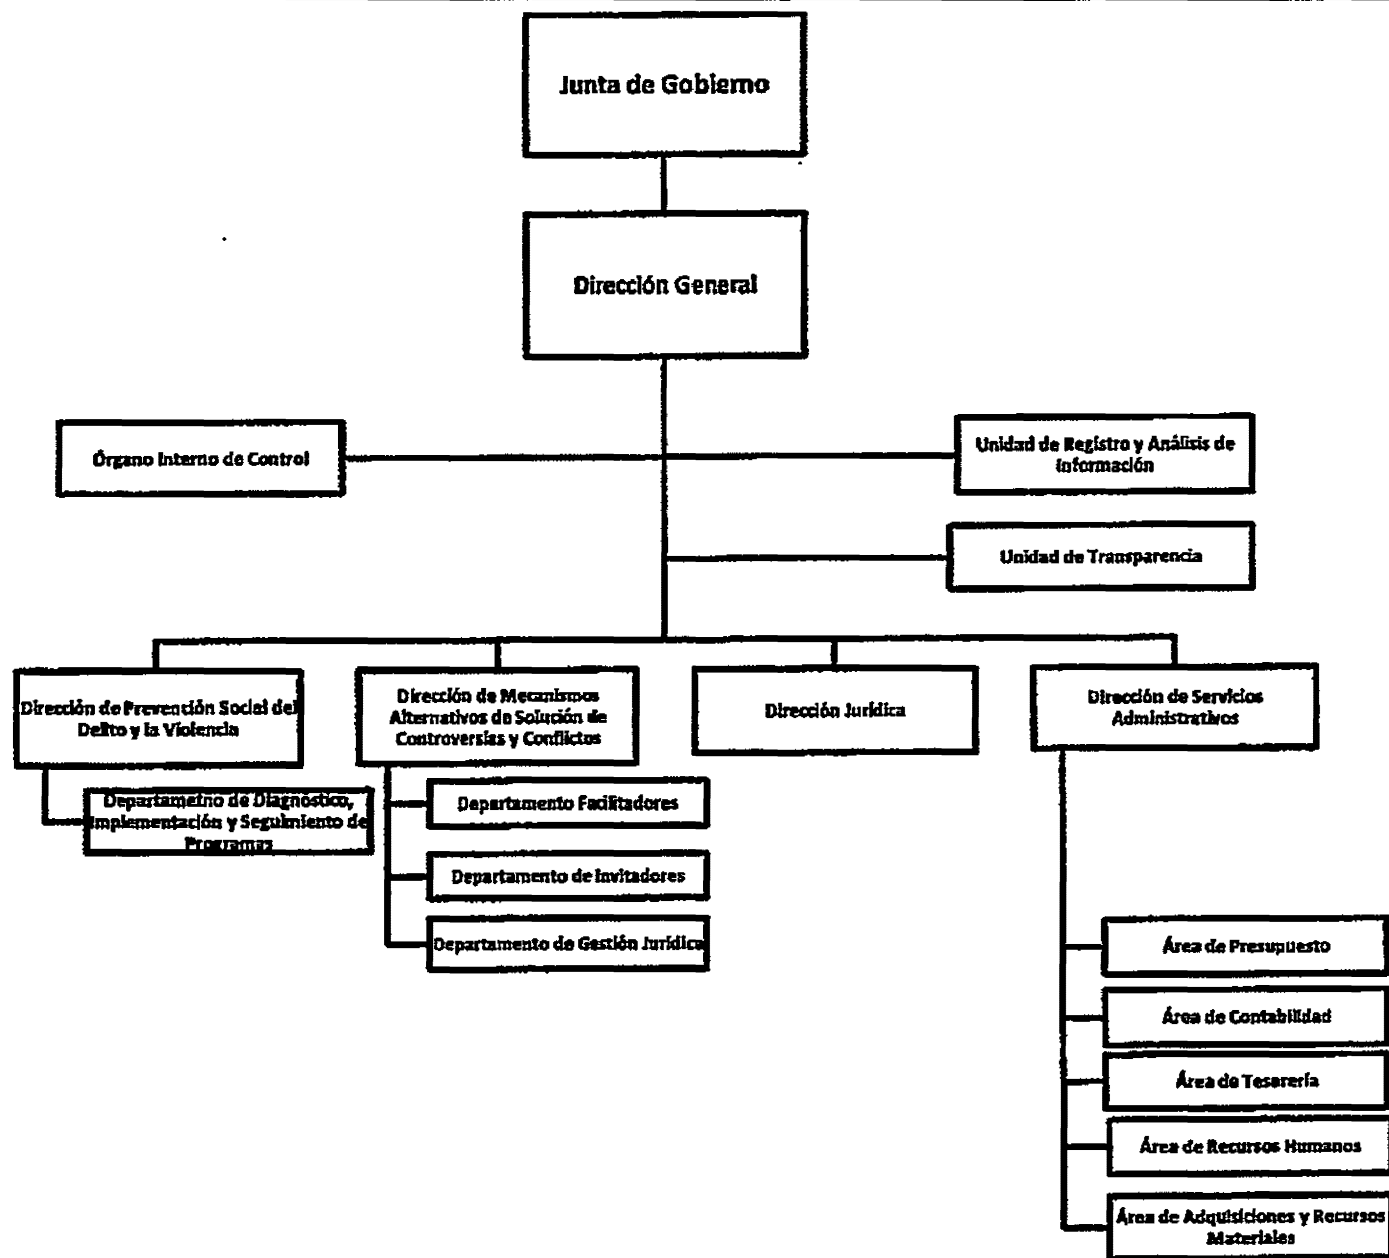 Junta de Gobierno
Dirección General
Órgano Interno de Control
Unidad de Registro y Análisis de
Información
Unidad de Transparencia
Dirección de Prevención Social del
Delito y la Violencia
Dirección de Mecanismos
Alternativos de Solución de
Controversias y Conflictos
Dirección Jurídica
Dirección de Servicios
Administrativos
Departametno de Diagnóstico,
Implementación y Seguimiento de
Programas
Departamento Facilitadores
Departamento de Invitadores
Departamento de Gestión Jurídica
Área de Presupuesto
Área de Contabilidad
Área de Tesorería
Área de Recursos Humanos
Área de Adquisiciones y Recursos
Materiales